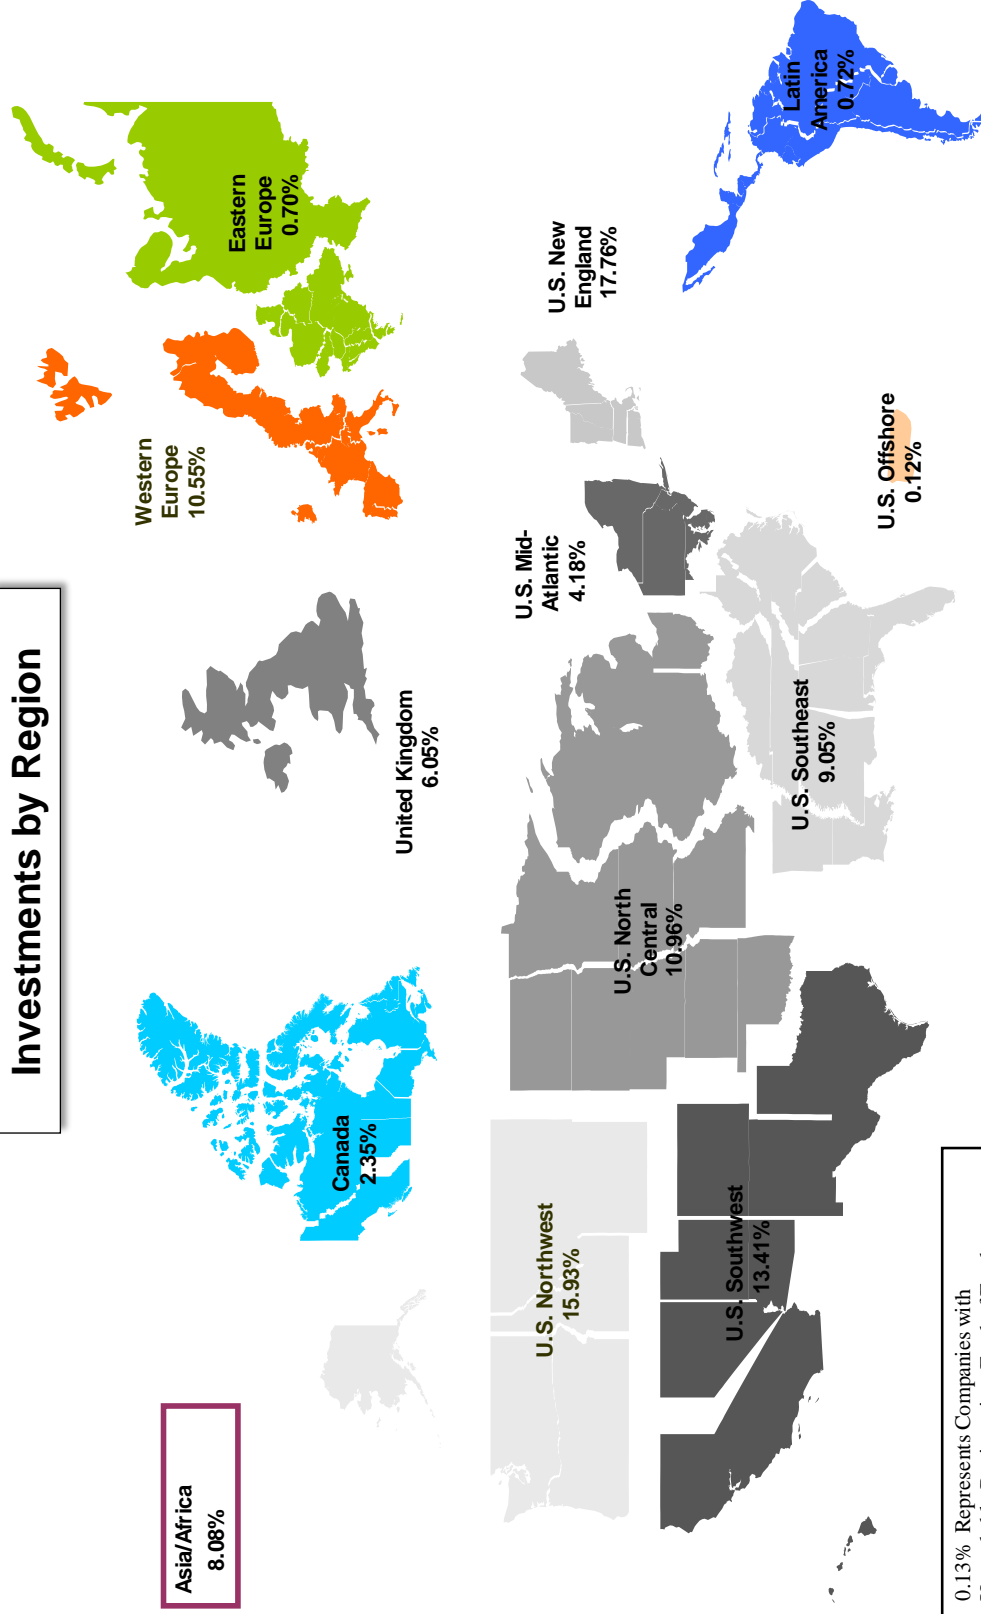 Investments by Region
Asia/Africa
8.08%
Canada
2.35%
United Kingdom
6.05%
Western
Europe
10.55%
Eastern
Europe
0.70%
U.S. Northwest
15.93%
U.S. North
Central
10.96%
U.S. Mid-
Atlantic
4.18%
U.S. New
England
17.76%
U.S. Southwest
13.41%
U.S. Southeast
9.05%
U.S. Offshore
0.12%
Latin
America
0.72%
0.13% Represents Companies with